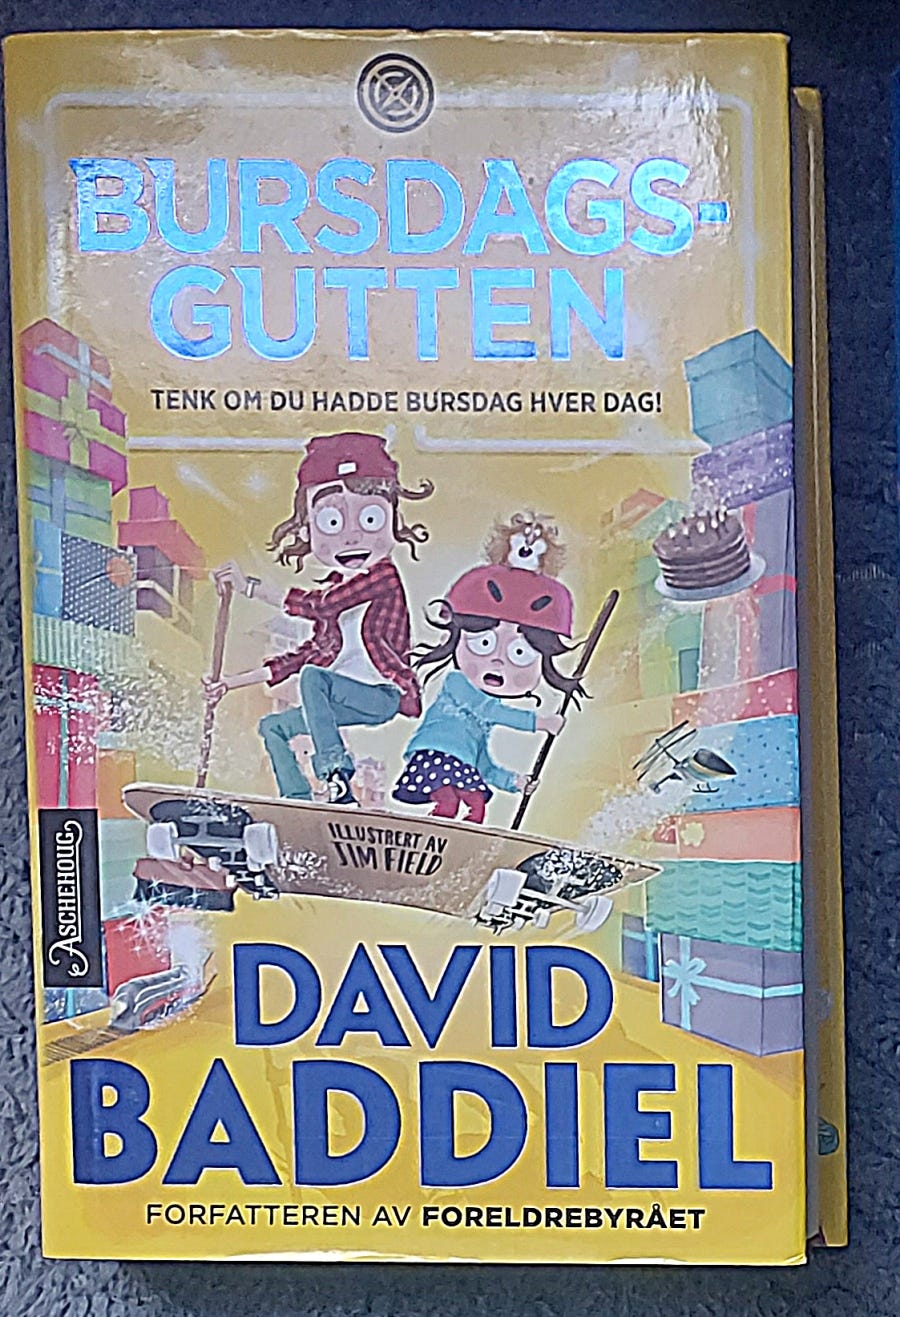 BURSDAGS-
GUTTEN
TENK OM DU HADDE BURSDAG HVER DAG!
ILLUSTRERT AV
JIM FIELD
ASCHEHOUG
DAVID
BADDIEL
FORFATTEREN AV FORELDREBYRÅET